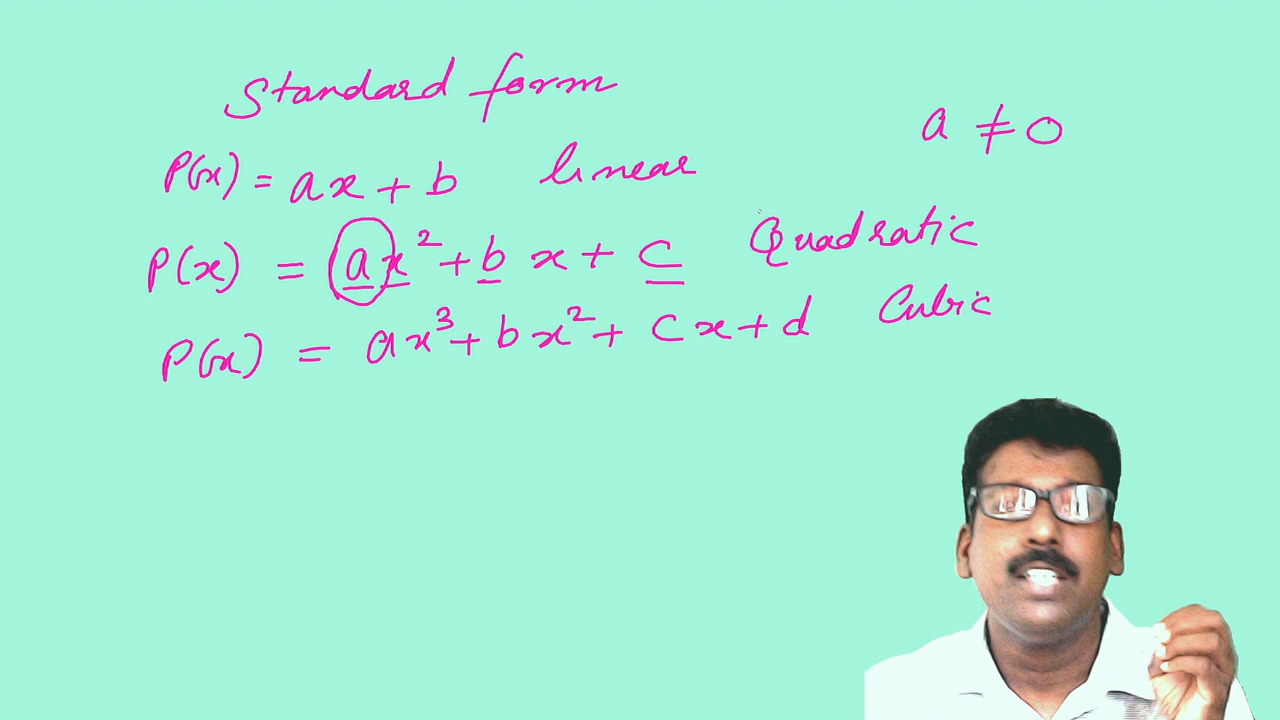 Standard form
a ≠ 0
P(x) = ax + b linear
P(x) = ax² + bx + c Quadratic
P(x) = ax³ + bx² + cx + d Cubic